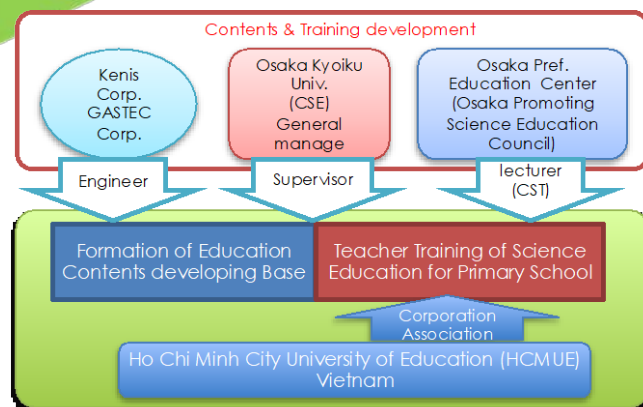 Contents & Training development
Kenis
Corp.
GASTEC
Corp.
Osaka Kyoiku
Univ.
(CSE)
General
manage
Osaka Pref.
Education Center
(Osaka Promoting
Science Education
Council)
Engineer
Supervisor
lecturer
(CST)
Formation of Education
Contents developing Base
Teacher Training of Science
Education for Primary School
Corporation
Association
Ho Chi Minh City University of Education (HCMUE)
Vietnam